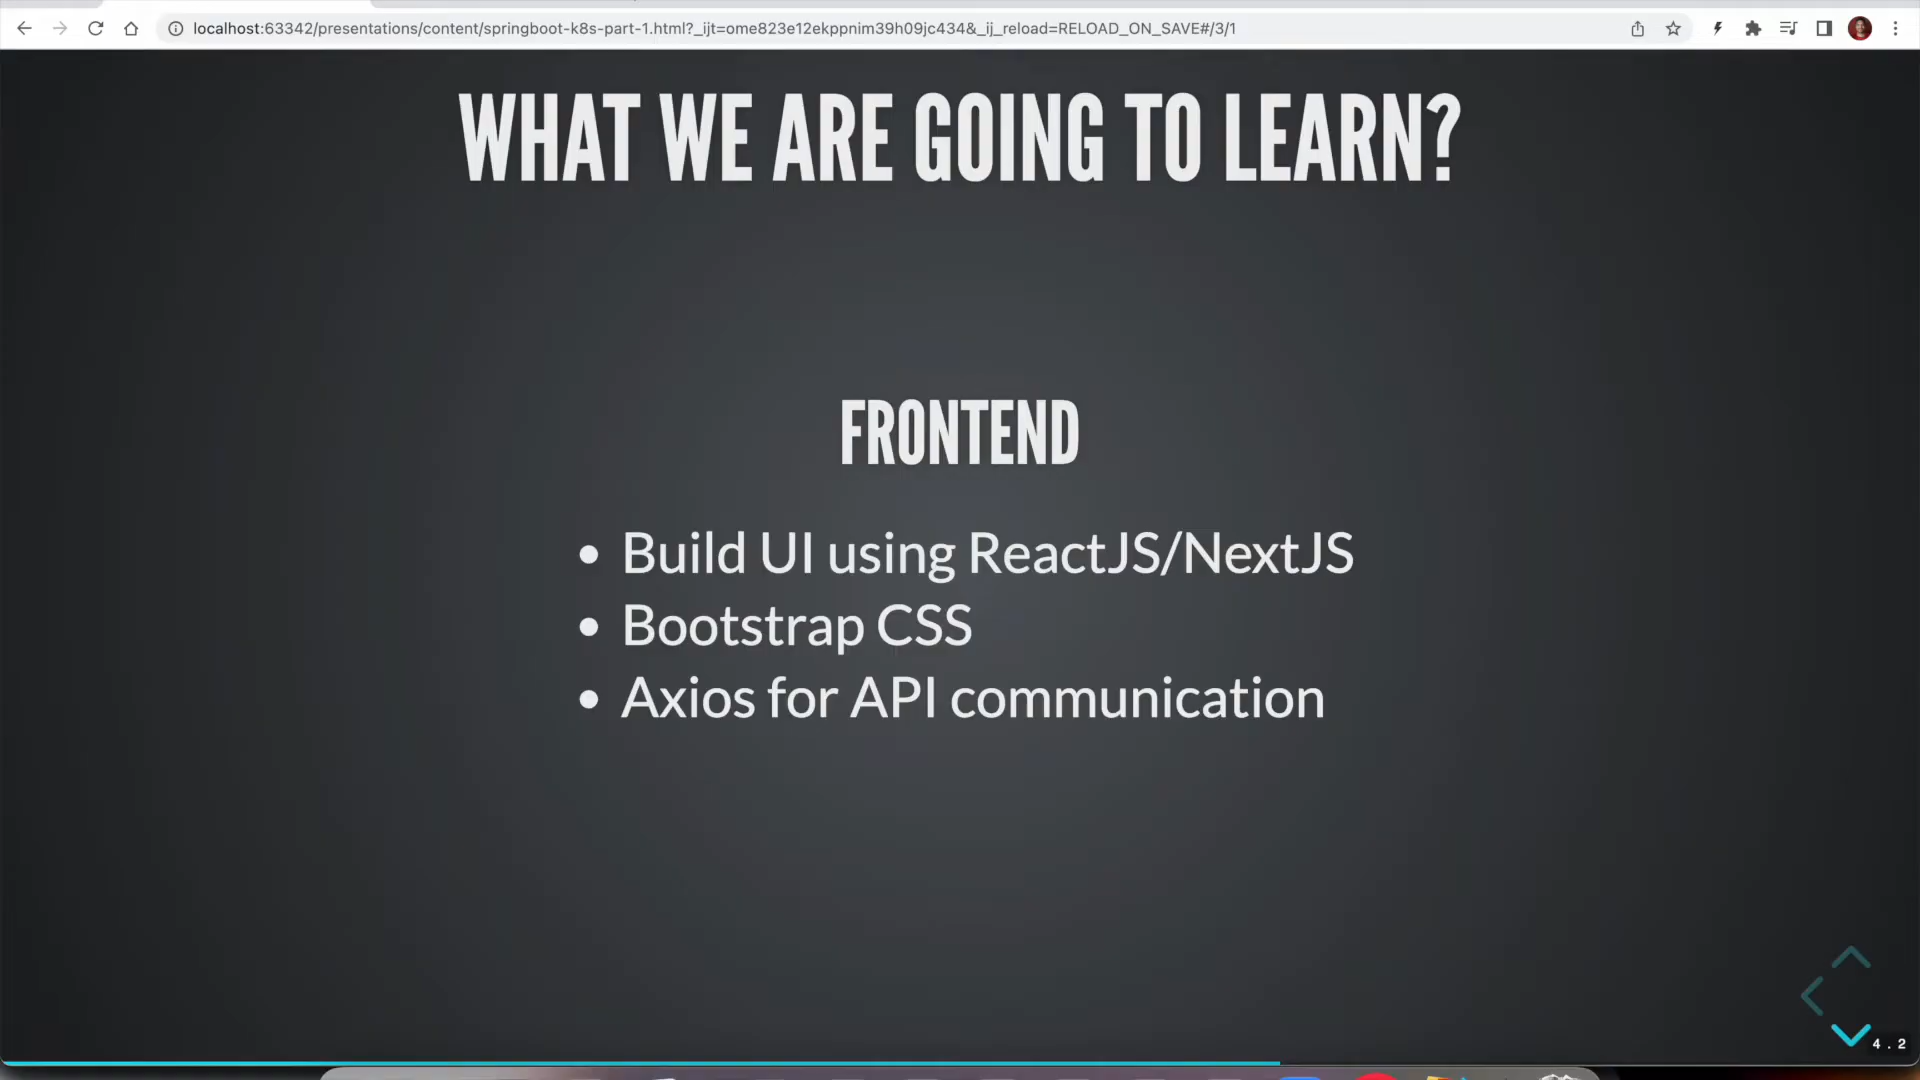 localhost:63342/presentations/content/springboot-k8s-part-1.html?_ijt=ome823e12ekppnim39h09jc434&_ij_reload=RELOAD_ON_SAVE#/3/1
WHAT WE ARE GOING TO LEARN?
FRONTEND
• Build UI using ReactJS/NextJS
• Bootstrap CSS
• Axios for API communication
4.2